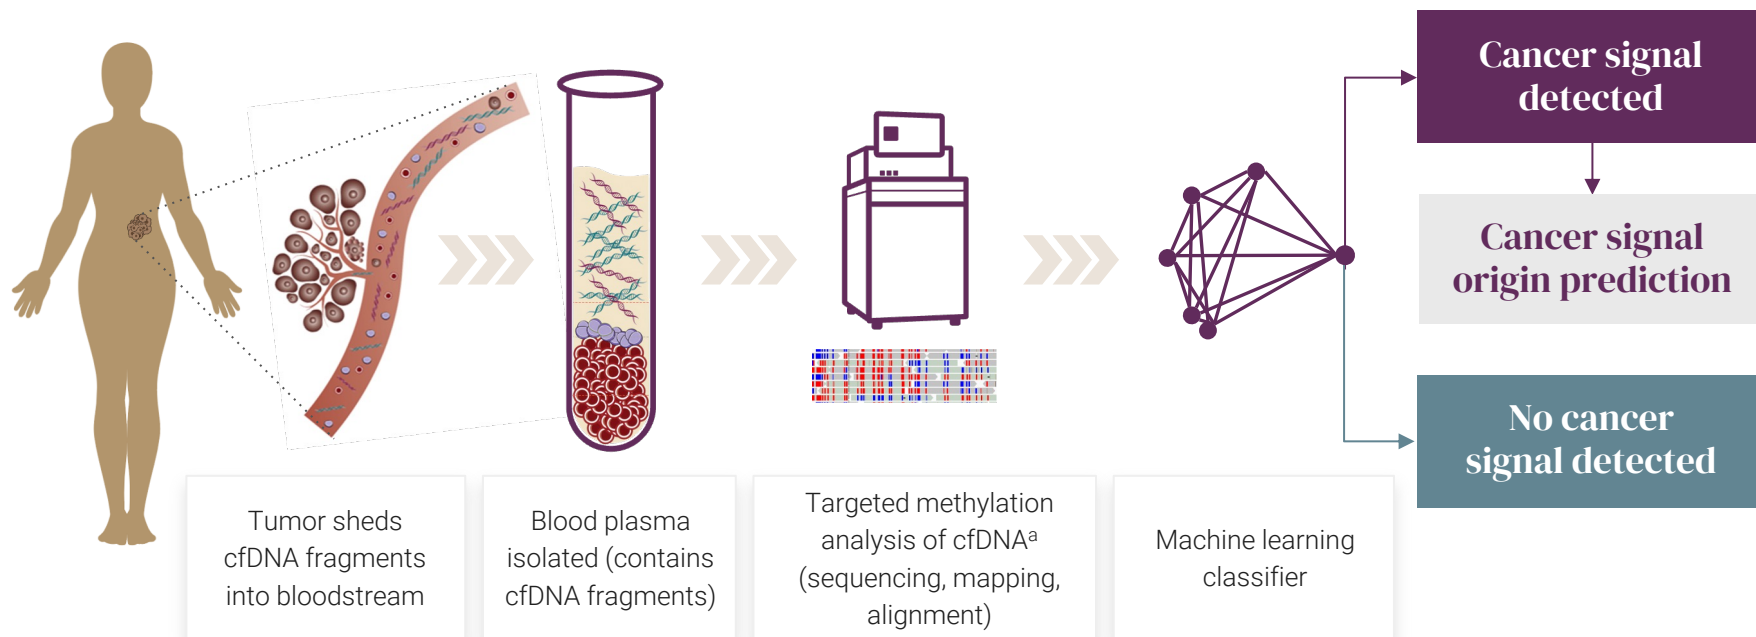 Cancer signal
detected
Cancer signal
origin prediction
No cancer
signal detected
Tumor sheds
cfDNA fragments
into bloodstream
Blood plasma
isolated (contains
cfDNA fragments)
Targeted methylation
analysis of cfDNAᵃ
(sequencing, mapping,
alignment)
Machine learning
classifier